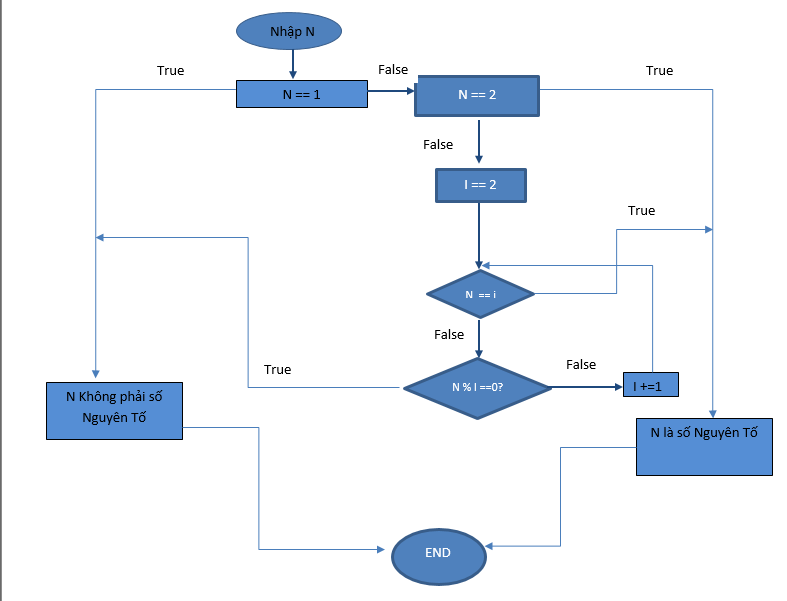 Nhập N
True
False
True
N == 1
N == 2
False
I == 2
True
N == i
False
True
False
N % I ==0?
I +=1
N Không phải số
Nguyên Tố
N là số Nguyên Tố
END